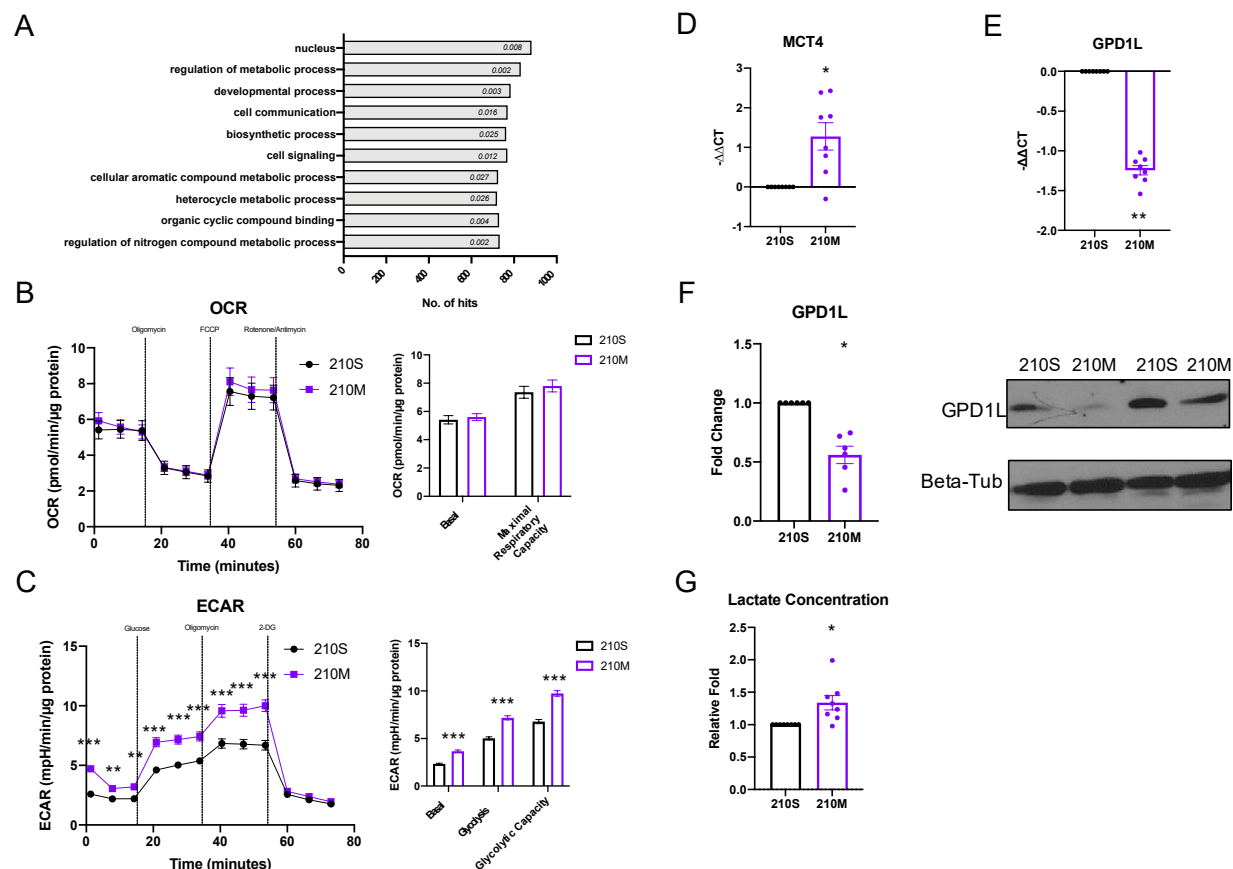 A
nucleus
0.008
regulation of metabolic process
0.002
developmental process
0.003
cell communication
0.016
biosynthetic process
0.025
cell signaling
0.012
cellular aromatic compound metabolic process
0.027
heterocycle metabolic process
0.026
organic cyclic compound binding
0.004
regulation of nitrogen compound metabolic process
0.002
0 200 400 600 800 1000
No. of hits
B
OCR
Oligomycin FCCP Rotenone/Antimycin
OCR (pmol/min/µg protein)
10
8
6
4
2
0
0 20 40 60 80
Time (minutes)
210S
210M
OCR (pmol/min/µg protein)
10
8
6
4
2
0
Basal
Maximal
Respiratory
Capacity
210S
210M
C
ECAR
Glucose Oligomycin 2-DG
ECAR (mpH/min/µg protein)
15
10
5
0
*** ** ** *** *** *** *** *** ***
0 20 40 60 80
Time (minutes)
210S
210M
ECAR (mpH/min/µg protein)
15
10
5
0
*** *** ***
Basal
Glycolysis
Glycolytic Capacity
210S
210M
D
MCT4
*
-ΔΔCT
3
2
1
0
-1
210S 210M
E
GPD1L
-ΔΔCT
0.0
-0.5
-1.0
-1.5
-2.0
**
210S 210M
F
GPD1L
*
Fold Change
1.5
1.0
0.5
0.0
210S 210M
210S 210M 210S 210M
GPD1L
Beta-Tub
G
Lactate Concentration
*
Relative Fold
2.5
2.0
1.5
1.0
0.5
0.0
210S 210M